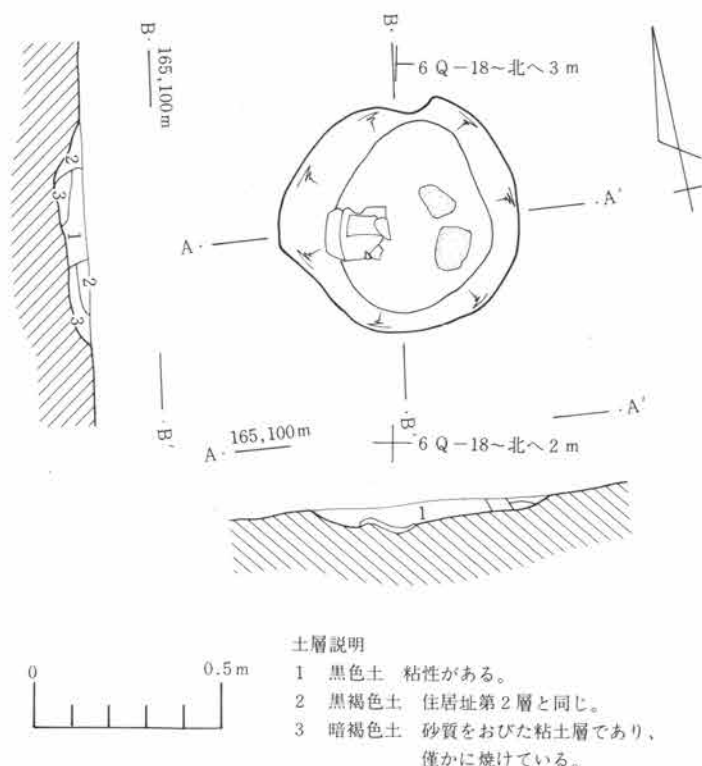 B・
165,100m
B・
6 Q－18～北へ3 m
2
3
1
2
3
A・
・A'
・B'
・B'
A・
165,100m
・A'
6 Q－18～北へ2 m
1
0
0.5m
土層説明
1 黒色土 粘性がある。
2 黒褐色土 住居址第2層と同じ。
3 暗褐色土 砂質をおびた粘土層であり、
僅かに焼けている。